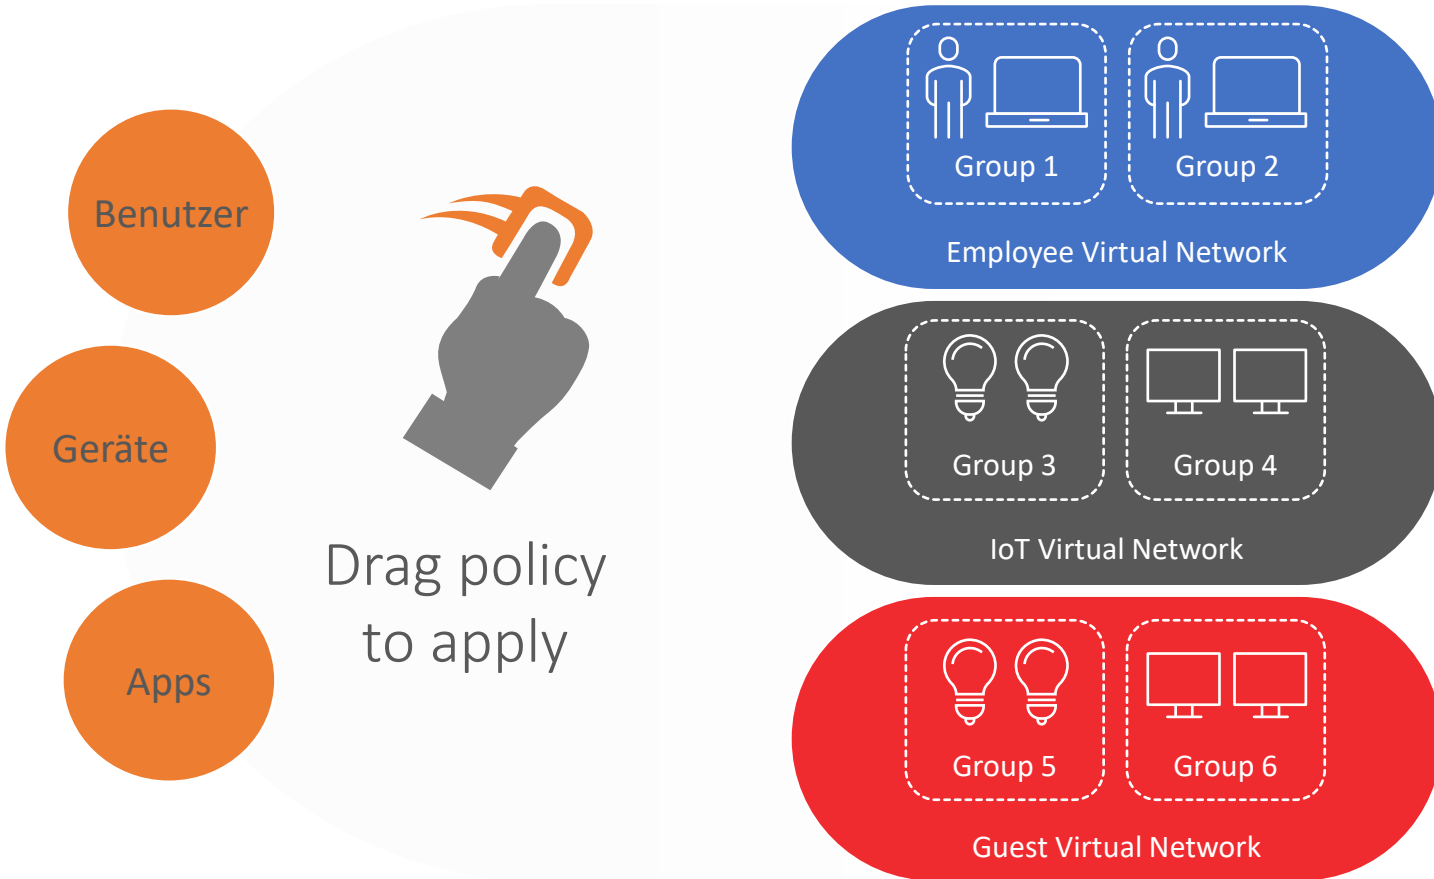 Benutzer
Geräte
Apps
Drag policy
to apply
Group 1
Group 2
Employee Virtual Network
Group 3
Group 4
IoT Virtual Network
Group 5
Group 6
Guest Virtual Network